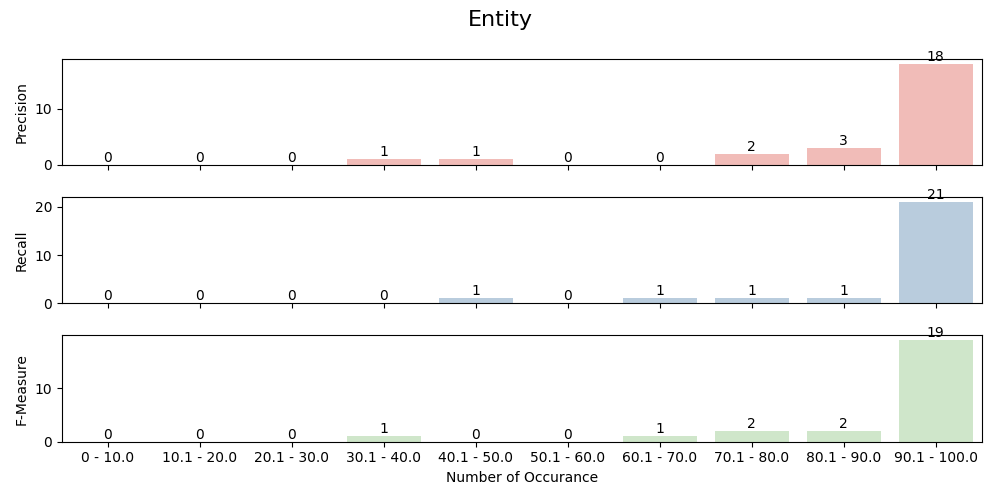 Entity
Precision
10
0
0 0 0 1 1 0 0 2 3 18
Recall
20
10
0
0 0 0 0 1 0 1 1 1 21
F-Measure
10
0
0 0 0 1 0 0 1 2 2 19
0 - 10.0 10.1 - 20.0 20.1 - 30.0 30.1 - 40.0 40.1 - 50.0 50.1 - 60.0 60.1 - 70.0 70.1 - 80.0 80.1 - 90.0 90.1 - 100.0
Number of Occurance